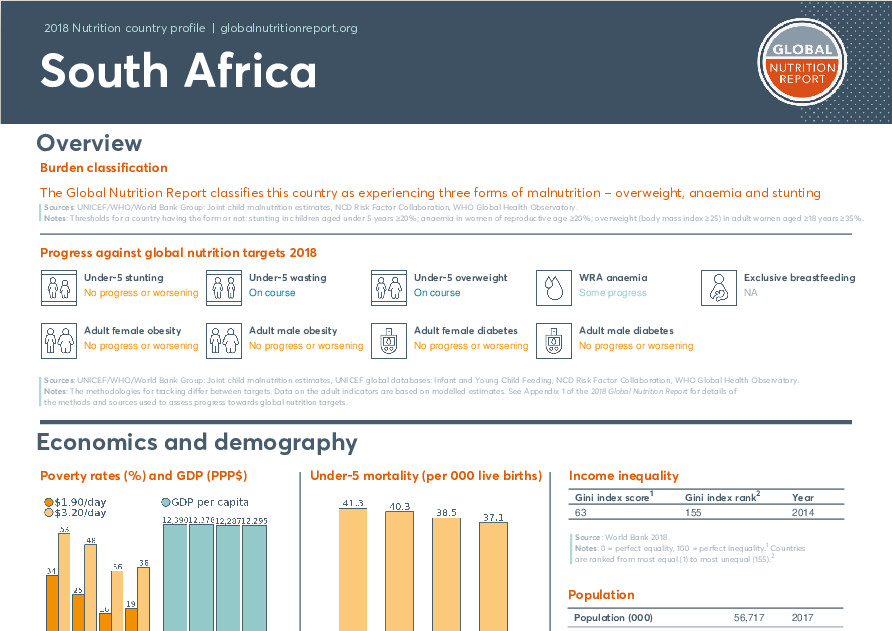 2018 Nutrition country profile | globalnutritionreport.org
South Africa
GLOBAL
NUTRITION
REPORT
Overview
Burden classification
The Global Nutrition Report classifies this country as experiencing three forms of malnutrition – overweight, anaemia and stunting
Sources: UNICEF/WHO/World Bank Group: Joint child malnutrition estimates, NCD Risk Factor Collaboration, WHO Global Health Observatory.
Notes: Thresholds for a country having the form or not: stunting in children aged under 5 years ≥20%; anaemia in women of reproductive age ≥20%; overweight (body mass index ≥25) in adult women aged ≥18 years ≥35%.
Progress against global nutrition targets 2018
Under-5 stunting
No progress or worsening
Under-5 wasting
On course
Under-5 overweight
On course
WRA anaemia
Some progress
Exclusive breastfeeding
NA
Adult female obesity
No progress or worsening
Adult male obesity
No progress or worsening
Adult female diabetes
No progress or worsening
Adult male diabetes
No progress or worsening
Sources: UNICEF/WHO/World Bank Group: Joint child malnutrition estimates, UNICEF global databases: Infant and Young Child Feeding, NCD Risk Factor Collaboration, WHO Global Health Observatory.
Notes: The methodologies for tracking differ between targets. Data on the adult indicators are based on modelled estimates. See Appendix 1 of the 2018 Global Nutrition Report for details of
the methods and sources used to assess progress towards global nutrition targets.
Economics and demography
Poverty rates (%) and GDP (PPP$)
$1.90/day
$3.20/day
GDP per capita
34 53 25 48 36 19 38
12,390 12,276 12,287 12,295
Under-5 mortality (per 000 live births)
41.3 40.3 38.5 37.1
Income inequality
Gini index score¹ Gini index rank² Year
63 155 2014
Source: World Bank 2018.
Notes: 0 = perfect equality, 100 = perfect inequality.¹ Countries
are ranked from most equal (1) to most unequal (155).²
Population
Population (000) 56,717 2017